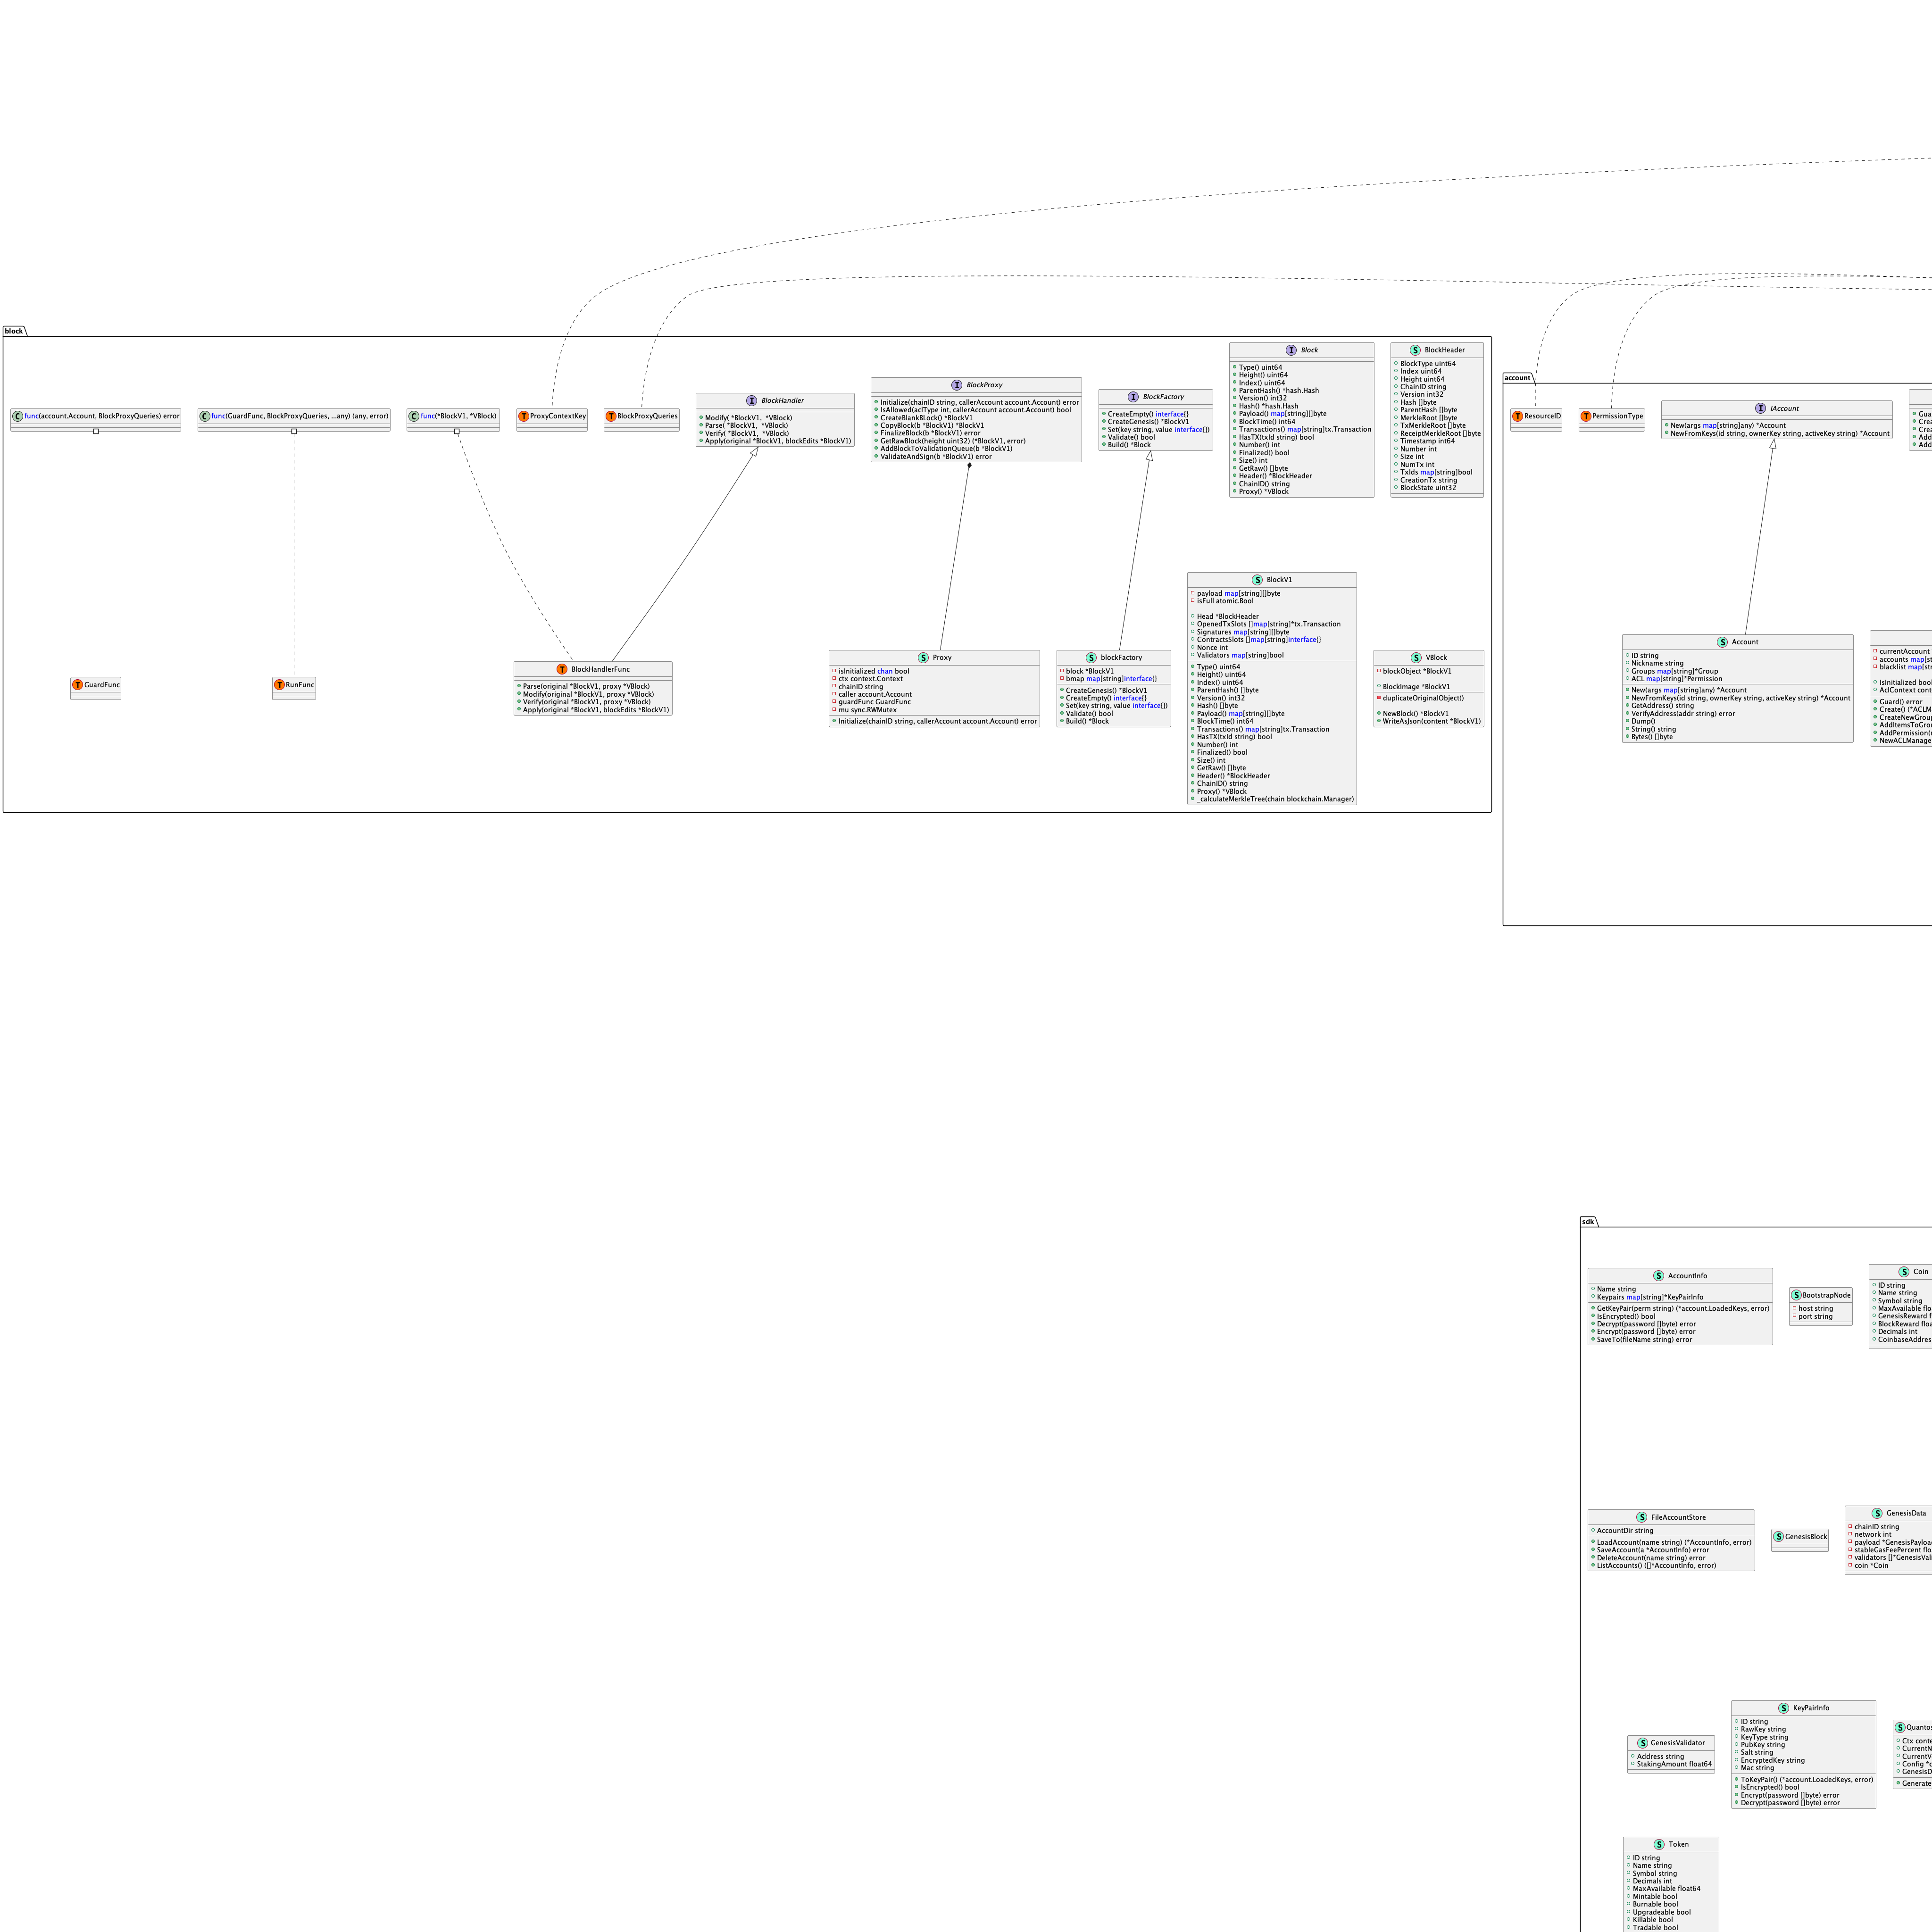 block
C func(account.Account, BlockProxyQueries) error
C func(GuardFunc, BlockProxyQueries, ...any) (any, error)
C func(*BlockV1, *VBlock)
T ProxyContextKey
T BlockProxyQueries
I BlockHandler
Modify( *BlockV1, *VBlock)
Parse( *BlockV1, *VBlock)
Verify( *BlockV1, *VBlock)
Apply(original *BlockV1, blockEdits *BlockV1)
I BlockProxy
Initialize(chainID string, callerAccount account.Account) error
IsAllowed(aclType int, callerAccount account.Account) bool
CreateBlankBLock() *BlockV1
CopyBlock(b *BlockV1) *BlockV1
FinalizeBlock(b *BlockV1) error
GetRawBlock(height uint32) (*BlockV1, error)
AddBlockToValidationQueue(b *BlockV1)
ValidateAndSign(b *BlockV1) error
I BlockFactory
CreateEmpty() interface{}
CreateGenesis() *BlockV1
Set(key string, value interface{})
Validate() bool
Build() *Block
I Block
Type() uint64
Height() uint64
Index() uint64
ParentHash() *hash.Hash
Version() int32
Hash() *hash.Hash
Payload() map[string][]byte
BlockTime() int64
Transactions() map[string]tx.Transaction
HasTX(txId string) bool
Number() int
Finalized() bool
Size() int
GetRaw() []byte
Header() *BlockHeader
ChainID() string
Proxy() *VBlock
S BlockHeader
BlockType uint64
Index uint64
Height uint64
ChainID string
Version int32
Hash []byte
ParentHash []byte
MerkleRoot []byte
TxMerkleRoot []byte
ReceiptMerkleRoot []byte
Timestamp int64
Number int
Size int
NumTx int
TxIds map[string]bool
CreationTx string
BlockState uint32
T GuardFunc
T RunFunc
T BlockHandlerFunc
Parse(original *BlockV1, proxy *VBlock)
Modify(original *BlockV1, proxy *VBlock)
Verify(original *BlockV1, proxy *VBlock)
Apply(original *BlockV1, blockEdits *BlockV1)
S Proxy
isInitialized chan bool
ctx context.Context
chainID string
caller account.Account
guardFunc GuardFunc
mu sync.RWMutex
Initialize(chainID string, callerAccount account.Account) error
S blockFactory
block *BlockV1
bmap map[string]interface{}
CreateGenesis() *BlockV1
CreateEmpty() interface{}
Set(key string, value interface{})
Validate() bool
Build() *Block
S BlockV1
payload map[string][]byte
isFull atomic.Bool
Head *BlockHeader
OpenedTxSlots []map[string]*tx.Transaction
Signatures map[string][]byte
ContractsSlots []map[string]interface{}
Nonce int
Validators map[string]bool
Type() uint64
Height() uint64
Index() uint64
ParentHash() []byte
Version() int32
Hash() []byte
Payload() map[string][]byte
BlockTime() int64
Transactions() map[string]tx.Transaction
HasTX(txId string) bool
Number() int
Finalized() bool
Size() int
GetRaw() []byte
Header() *BlockHeader
ChainID() string
Proxy() *VBlock
_calculateMerkleTree(chain blockchain.Manager)
S VBlock
blockObject *BlockV1
BlockImage *BlockV1
duplicateOriginalObject()
NewBlock() *BlockV1
WriteAsJson(content *BlockV1)
account
T ResourceID
T PermissionType
I IAccount
New(args map[string]any) *Account
NewFromKeys(id string, ownerKey string, activeKey string) *Account
Gua
Crea
Crea
Add
Add
S Account
ID string
Nickname string
Groups map[string]*Group
ACL map[string]*Permission
New(args map[string]any) *Account
NewFromKeys(id string, ownerKey string, activeKey string) *Account
GetAddress() string
VerifyAddress(addr string) error
Dump()
String() string
Bytes() []byte
currentAccount
accounts map[st
blacklist map[str
IsInitialized bool
AclContext cont
Guard() error
Create() (*ACLM
CreateNewGroup
AddItemsToGro
AddPermission(
NewACLManage
sdk
S AccountInfo
Name string
Keypairs map[string]*KeyPairInfo
GetKeyPair(perm string) (*account.LoadedKeys, error)
IsEncrypted() bool
Decrypt(password []byte) error
Encrypt(password []byte) error
SaveTo(fileName string) error
S BootstrapNode
host string
port string
S Coin
ID string
Name string
Symbol string
MaxAvailable floa
GenesisReward f
BlockReward floa
Decimals int
CoinbaseAddres
S FileAccountStore
AccountDir string
LoadAccount(name string) (*AccountInfo, error)
SaveAccount(a *AccountInfo) error
DeleteAccount(name string) error
ListAccounts() ([]*AccountInfo, error)
S GenesisBlock
S GenesisData
chainID string
network int
payload *GenesisPayloa
stableGasFeePercent flo
validators []*GenesisVali
coin *Coin
S GenesisValidator
Address string
StakingAmount float64
S KeyPairInfo
ID string
RawKey string
KeyType string
PubKey string
Salt string
EncryptedKey string
Mac string
ToKeyPair() (*account.LoadedKeys, error)
IsEncrypted() bool
Encrypt(password []byte) error
Decrypt(password []byte) error
S Quantos
Ctx conte
CurrentN
CurrentV
Config *c
GenesisD
Generate
S Token
ID string
Name string
Symbol string
Decimals int
MaxAvailable float64
Mintable bool
Burnable bool
Upgradeable bool
Killable bool
Tradable bool